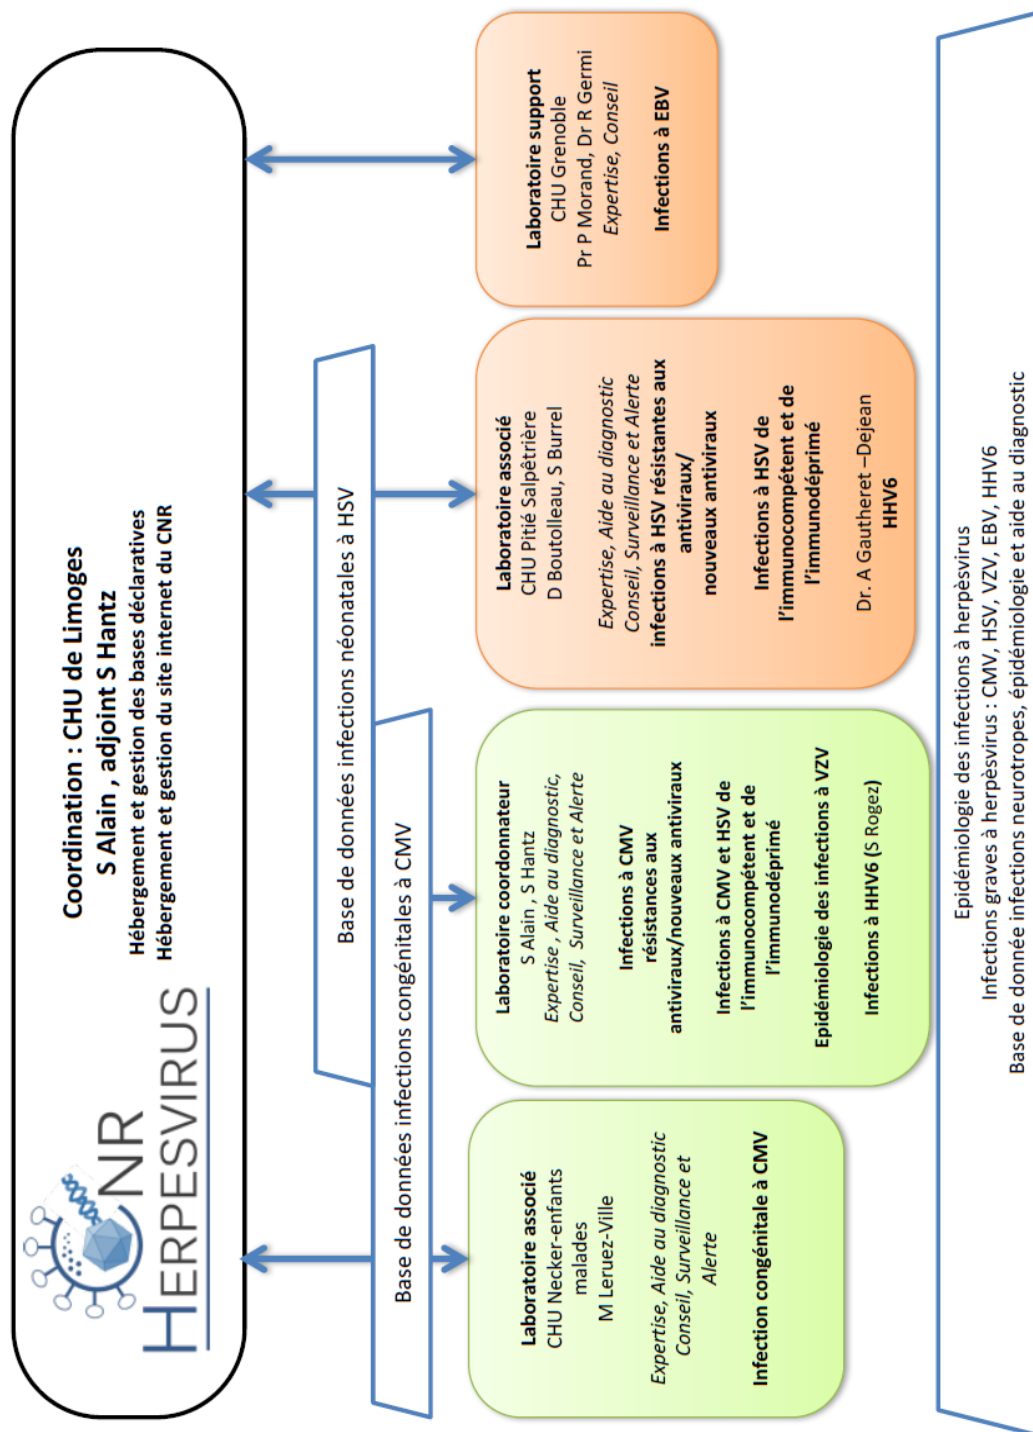 CNR
HERPESVIRUS
Coordination : CHU de Limoges
S Alain , adjoint S Hantz
Hébergement et gestion des bases déclaratives
Hébergement et gestion du site internet du CNR
Base de données infections néonatales à HSV
Base de données infections congénitales à CMV
Laboratoire associé
CHU Necker-enfants
malades
M Leruez-Ville
Expertise, Aide au diagnostic
Conseil, Surveillance et
Alerte
Infection congénitale à CMV
Laboratoire coordonnateur
S Alain , S Hantz
Expertise , Aide au diagnostic,
Conseil, Surveillance et Alerte
Infections à CMV
résistances aux
antiviraux/nouveaux antiviraux
Infections à CMV et HSV de
l’immunocompétent et de
l’immunodéprimé
Epidémiologie des infections à VZV
Infections à HHV6 (S Rogez)
Laboratoire associé
CHU Pitié Salpêtrière
D Boutolleau, S Burrel
Expertise, Aide au diagnostic
Conseil, Surveillance et Alerte
infections à HSV résistantes aux
antiviraux/
nouveaux antiviraux
Infections à HSV de
l’immunocompétent et de
l’immunodéprimé
Dr. A Gautheret –Dejean
HHV6
Laboratoire support
CHU Grenoble
Pr P Morand, Dr R Germi
Expertise, Conseil
Infections à EBV
Epidémiologie des infections à herpèsvirus
Infections graves à herpèsvirus : CMV, HSV, VZV, EBV, HHV6
Base de donnée infections neurotropes, épidémiologie et aide au diagnostic